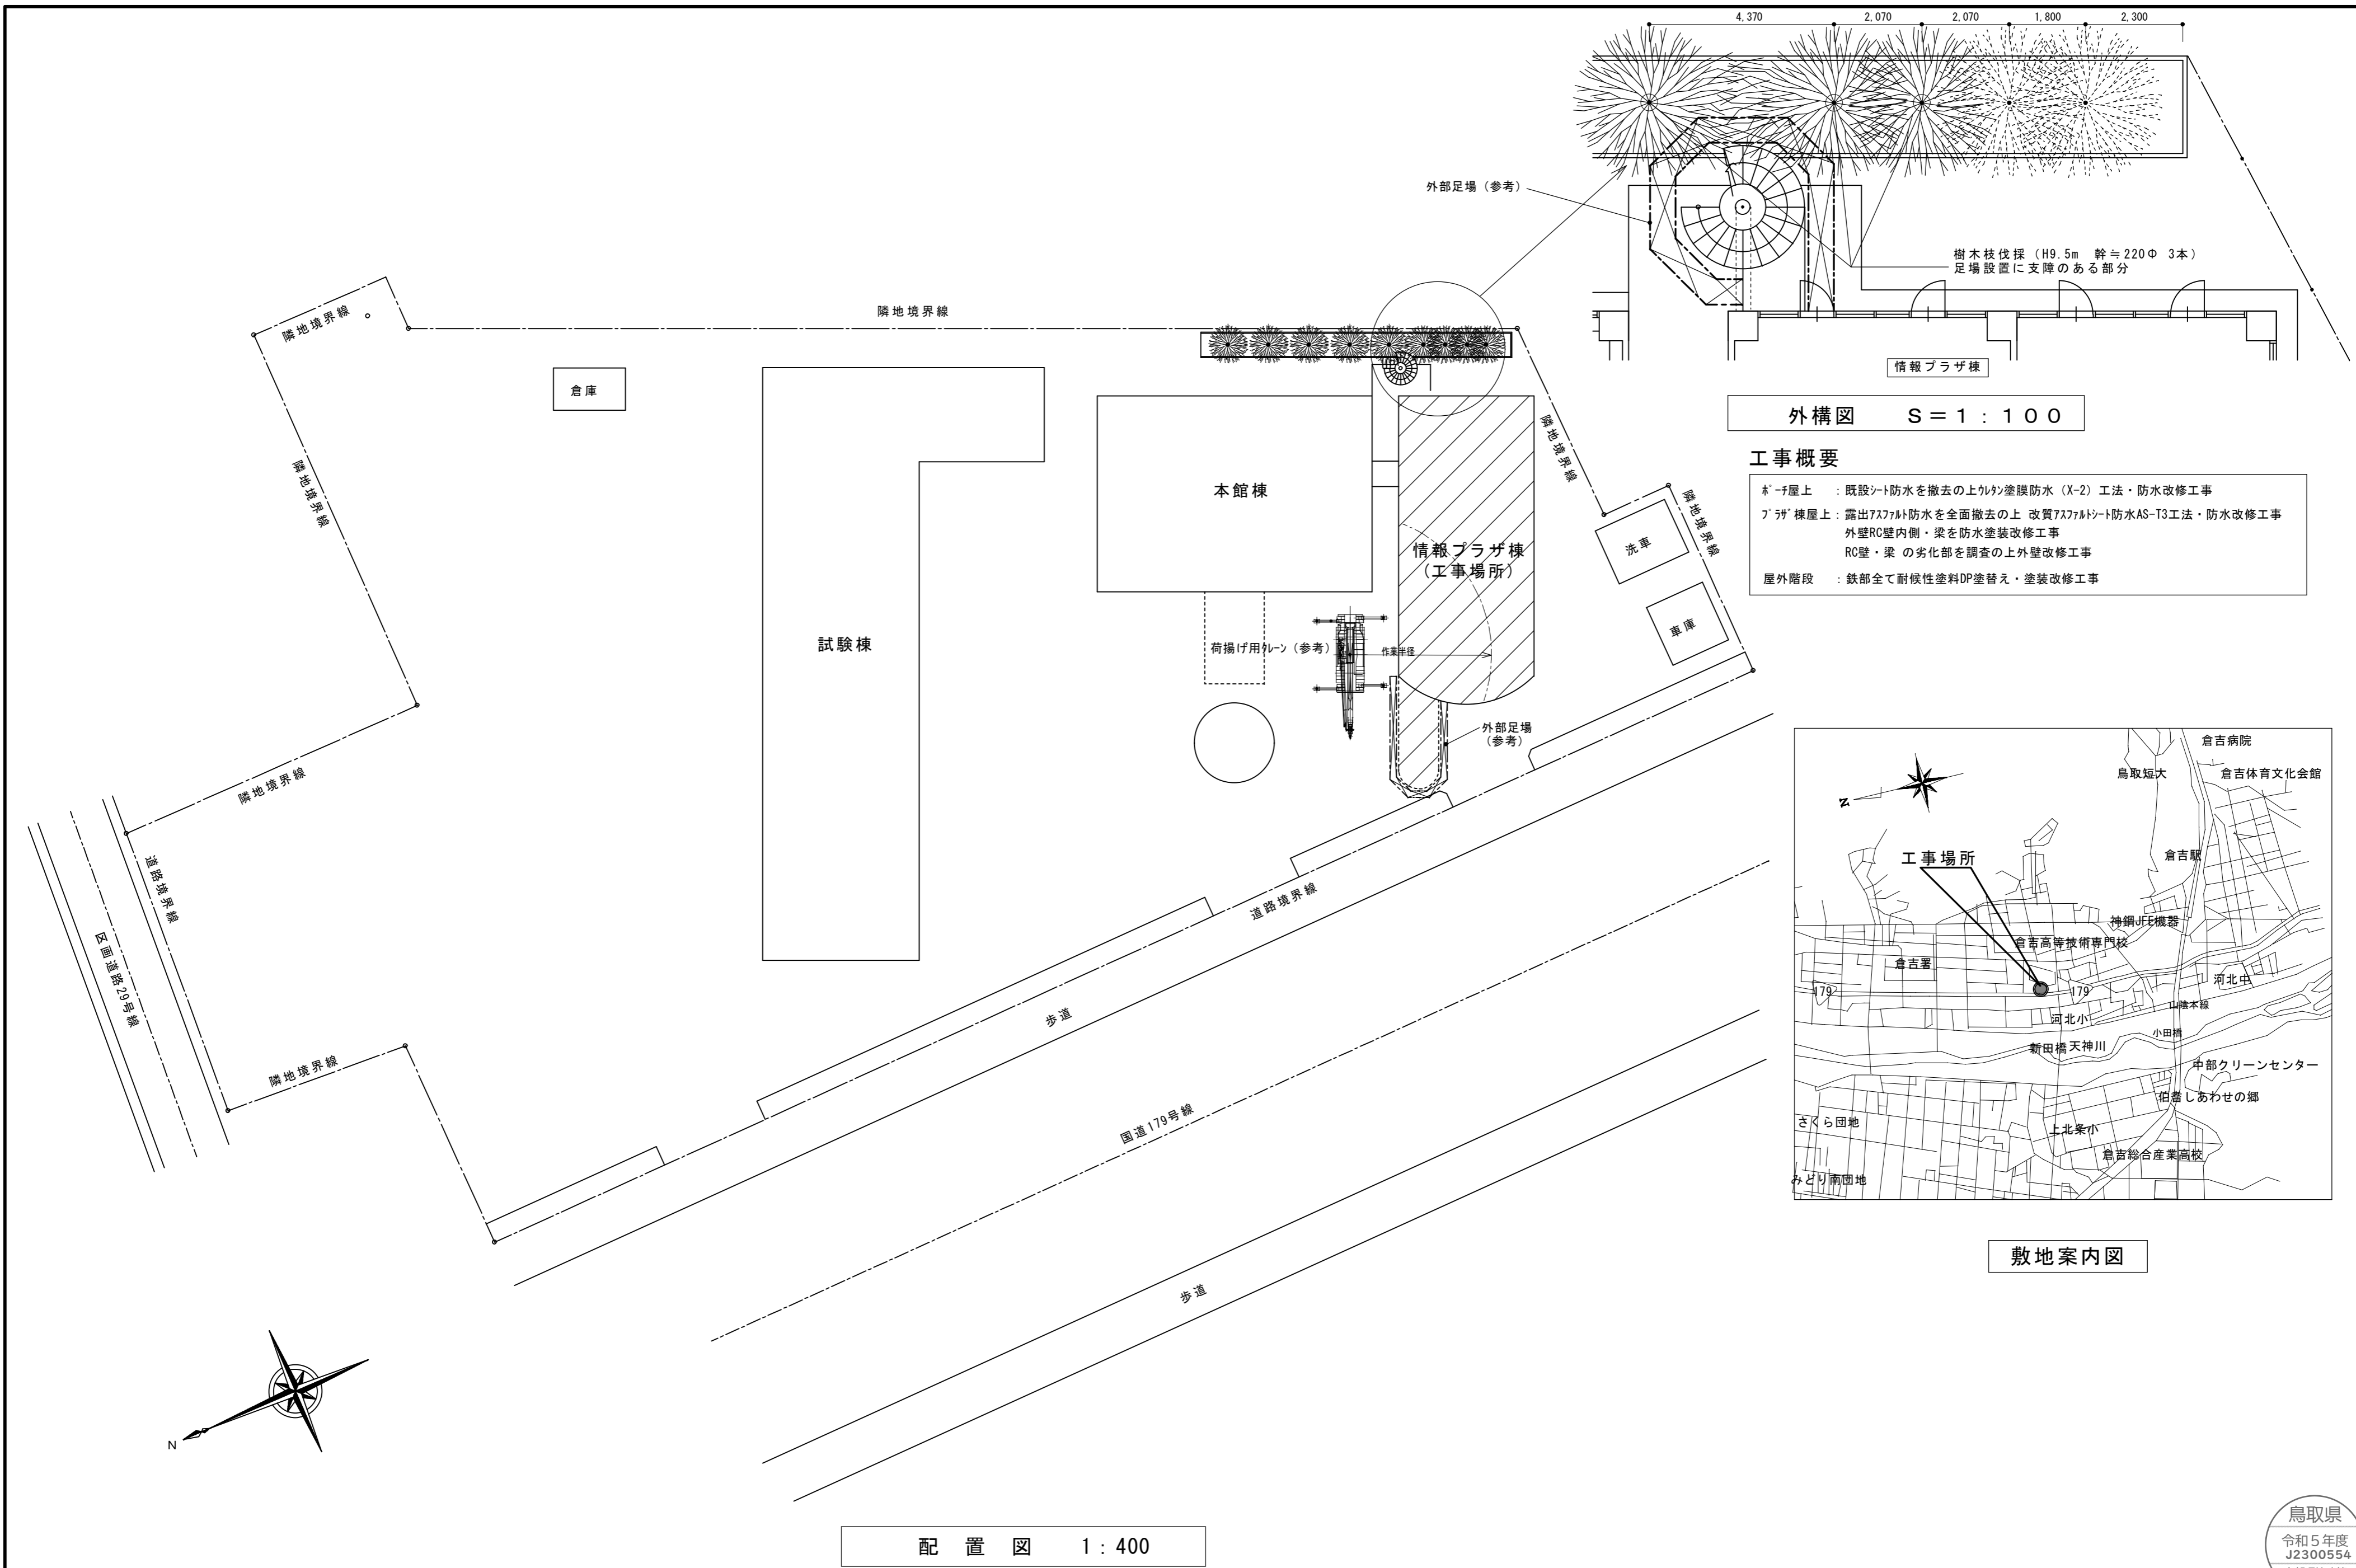 4,370
2,070
2,070
1,800
2,300
外部足場（参考）
樹木枝伐採（H9.5m　幹≒220Φ 3本）
足場設置に支障のある部分
情報プラザ棟
外構図　　S＝1：100
工事概要
ﾎﾟｰﾁ屋上　：既設ｼｰﾄ防水を撤去の上ｳﾚﾀﾝ塗膜防水（X-2）工法・防水改修工事
ﾌﾟﾗｻﾞ棟屋上：露出ｱｽﾌｧﾙﾄ防水を全面撤去の上 改質ｱｽﾌｧﾙﾄｼｰﾄ防水AS-T3工法・防水改修工事
外壁RC壁内側・梁を防水塗装改修工事
RC壁・梁 の劣化部を調査の上外壁改修工事
屋外階段　：鉄部全て耐候性塗料DP塗替え・塗装改修工事
隣地境界線
隣地境界線
隣地境界線
隣地境界線
隣地境界線
隣地境界線
隣地境界線
倉庫
本館棟
試験棟
情報プラザ棟
（工事場所）
洗車
車庫
荷揚げ用ｸﾚｰﾝ（参考）
作業半径
外部足場
（参考）
道路境界線
区画道路29号線
道路境界線
歩道
国道179号線
歩道
N
配　置　図　　1：400
倉吉病院
鳥取短大
倉吉体育文化会館
N
倉吉駅
工事場所
神鋼JFE機器
倉吉高等技術専門校
倉吉署
河北中
179
179
山陰本線
河北小
小田橋
新田橋
天神川
中部クリーンセンター
伯耆しあわせの郷
さくら団地
上北条小
倉吉総合産業高校
みどり南団地
敷地案内図
鳥取県
令和5年度
J2300554